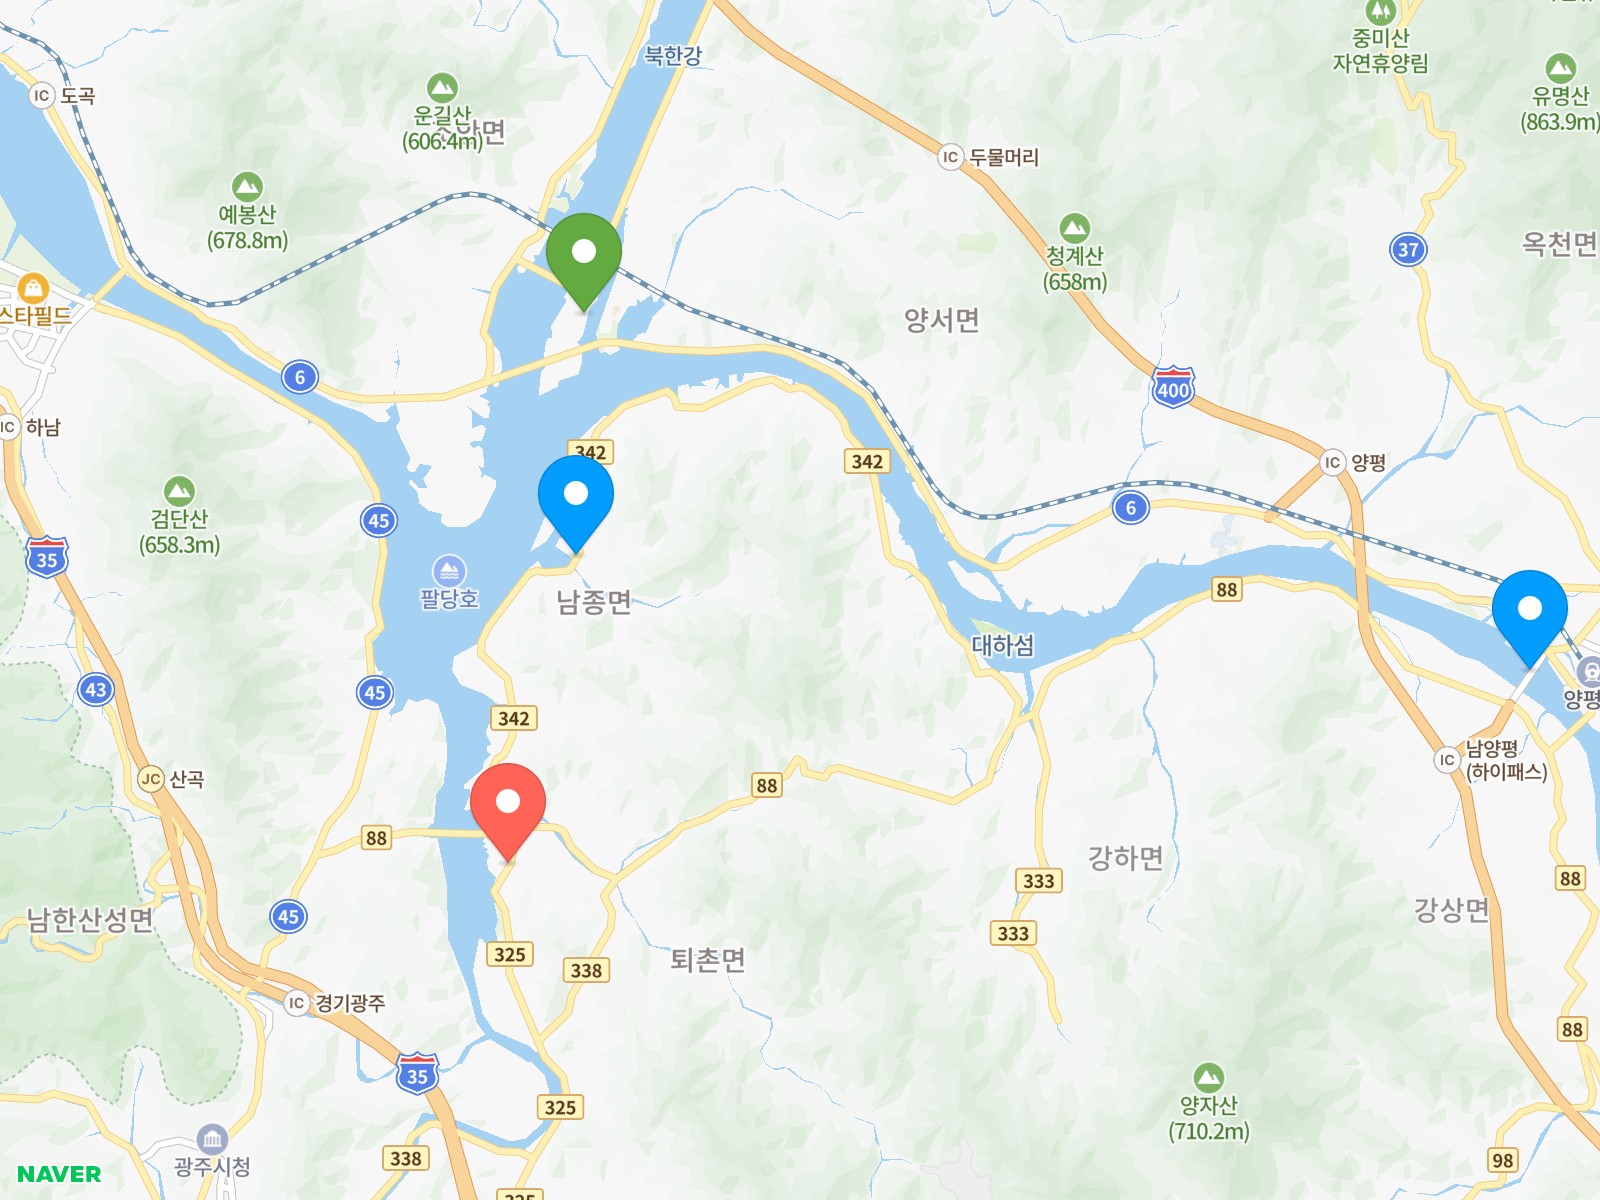 북한강
중미산
자연휴양림
유명산
(863.9m)
IC 도곡
운길산
(606.4m)
IC 두물머리
예봉산
(678.8m)
청계산
(658m)
37
옥천면
스타필드
양서면
6
400
IC 하남
342
342
IC 양평
검단산
(658.3m)
45
6
35
팔당호
남종면
88
대하섬
43
45
342
양평
JC 산곡
88
IC 남양평
(하이패스)
88
강하면
333
88
강상면
남한산성면
45
333
325
338
퇴촌면
IC 경기광주
88
35
양자산
(710.2m)
325
광주시청
338
98
325
NAVER